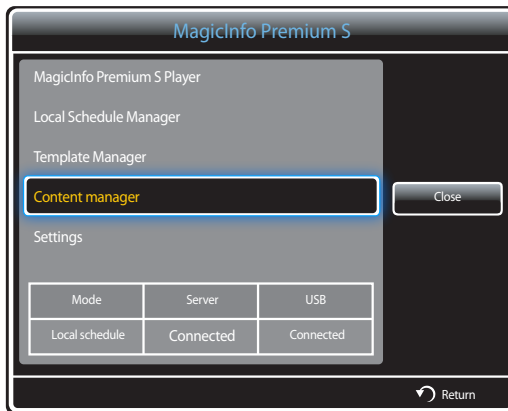 MagicInfo Premium S
MagicInfo Premium S Player
Local Schedule Manager
Template Manager
Content manager
Close
Settings
Mode Server USB
Local schedule Connected Connected
Return